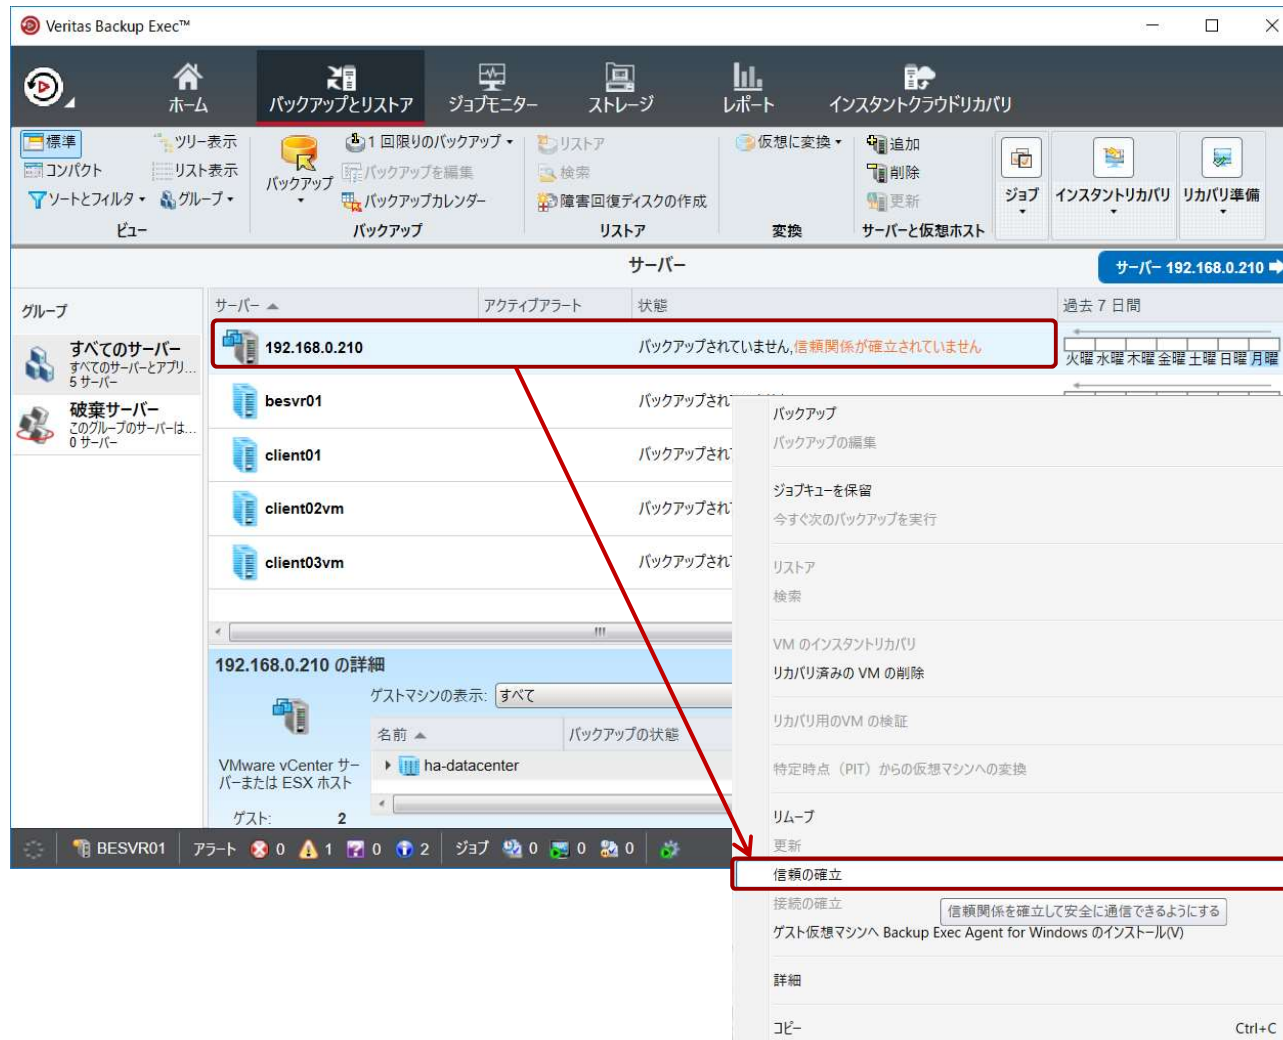 Veritas Backup Exec™
ホーム
バックアップとリストア
ジョブモニター
ストレージ
レポート
インスタントクラウドリカバリ
標準
ツリー表示
コンパクト
リスト表示
ソートとフィルタ
グループ
ビュー
バックアップ
1 回限りのバックアップ
バックアップを編集
バックアップカレンダー
バックアップ
リストア
検索
障害回復ディスクの作成
リストア
仮想に変換
変換
追加
削除
更新
サーバーと仮想ホスト
ジョブ
インスタントリカバリ
リカバリ準備
サーバー
サーバー 192.168.0.210
グループ
すべてのサーバー
すべてのサーバーとアプリ...
5 サーバー
破棄サーバー
このグループのサーバーは...
0 サーバー
サーバー
アクティブアラート
状態
過去 7 日間
192.168.0.210
バックアップされていません,信頼関係が確立されていません
火曜 水曜 木曜 金曜 土曜 日曜 月曜
besvr01
バックアップされ
client01
バックアップされ
client02vm
バックアップされ
client03vm
バックアップされ
192.168.0.210 の詳細
ゲストマシンの表示: すべて
名前
バックアップの状態
ha-datacenter
VMware vCenter サー
バーまたは ESX ホスト
ゲスト: 2
BESVR01
アラート 0 1 0 2
ジョブ 0 0 0
バックアップ
バックアップの編集
ジョブキューを保留
今すぐ次のバックアップを実行
リストア
検索
VM のインスタントリカバリ
リカバリ済みの VM の削除
リカバリ用のVM の検証
特定時点（PIT）からの仮想マシンへの変換
リムーブ
更新
信頼の確立
接続の確立
信頼関係を確立して安全に通信できるようにする
ゲスト仮想マシンへ Backup Exec Agent for Windows のインストール(V)
詳細
コピー Ctrl+C